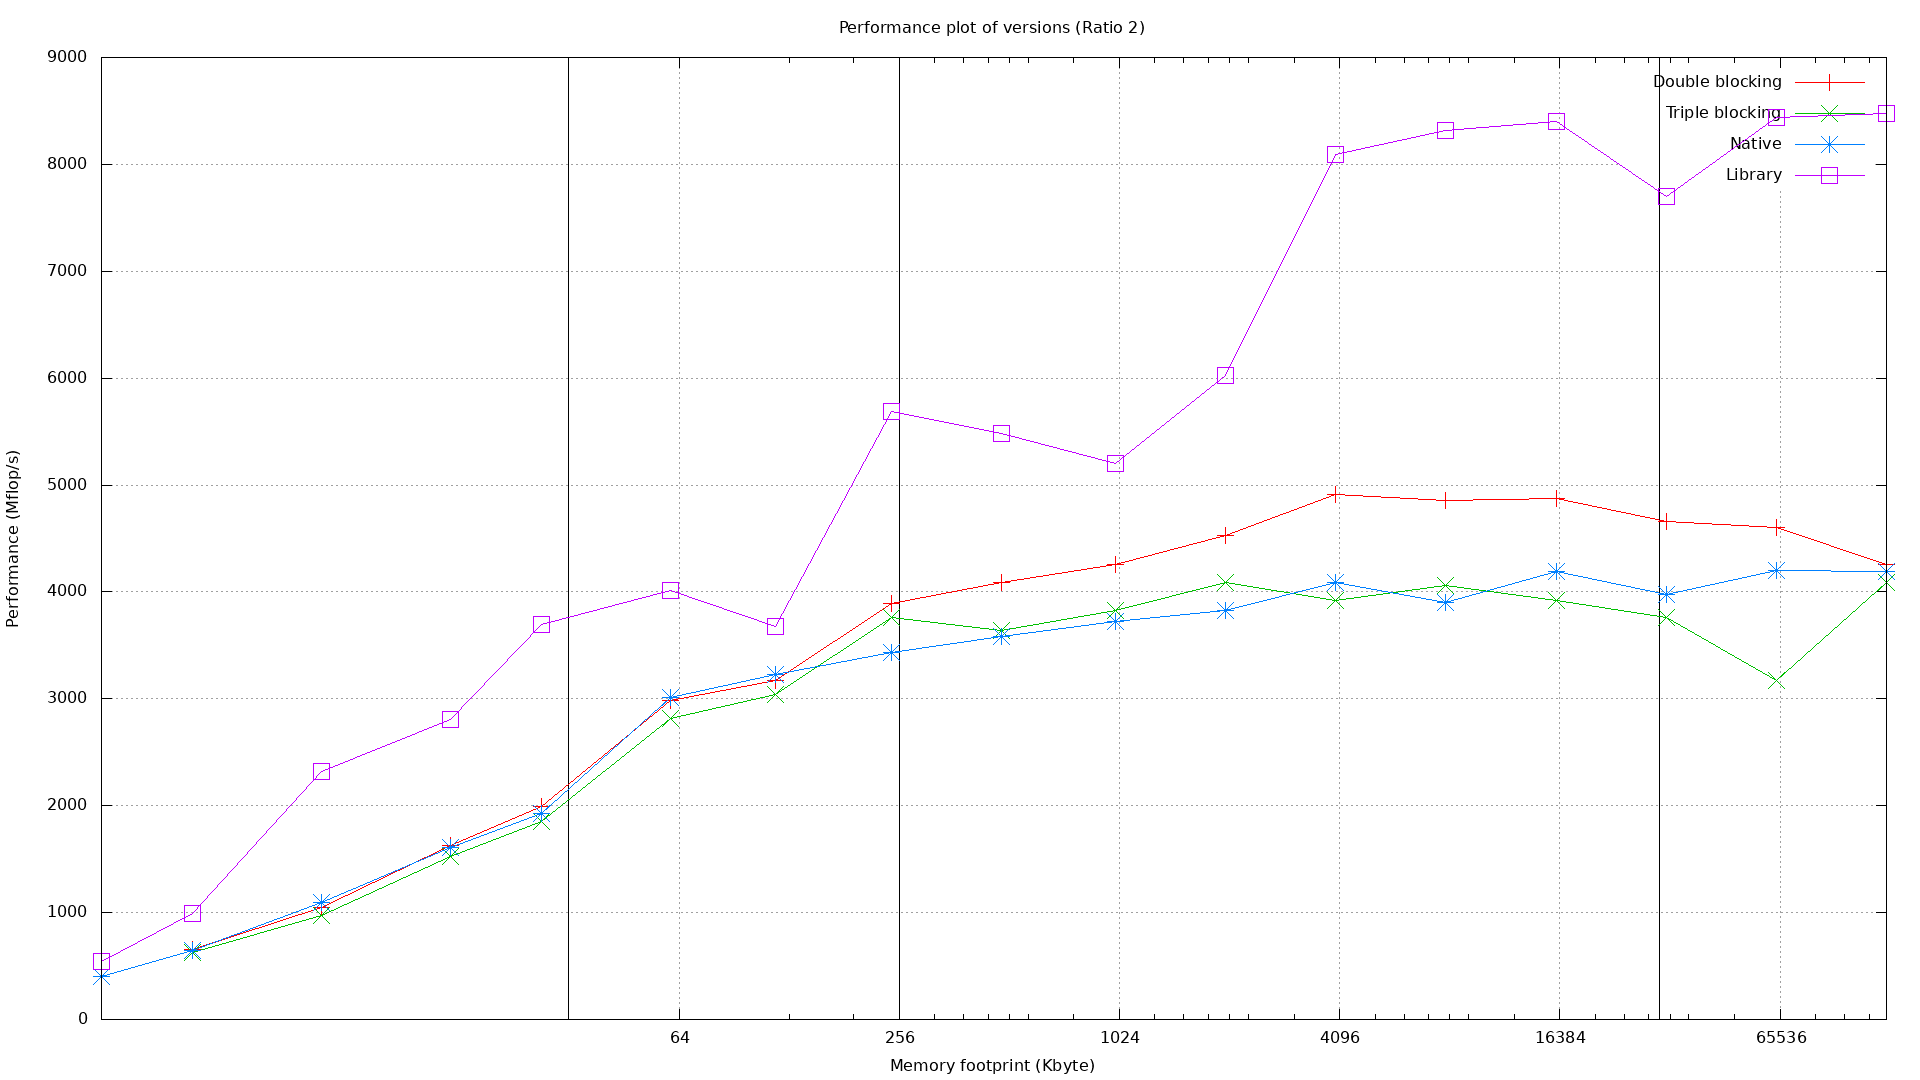 Performance plot of versions (Ratio 2)
9000
8000
7000
6000
5000
4000
3000
2000
1000
0
Performance (Mflop/s)
Double blocking
Triple blocking
Native
Library
64
256
1024
4096
16384
65536
Memory footprint (Kbyte)